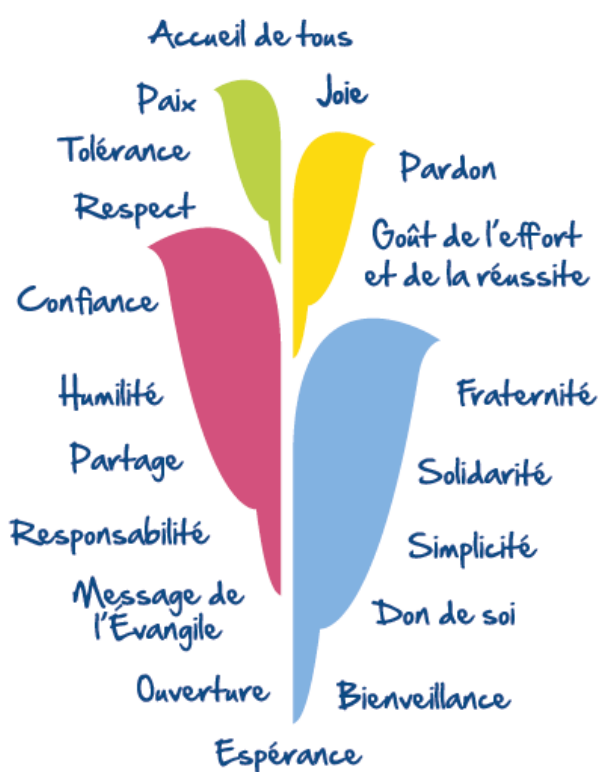 Accueil de tous
Paix
Joie
Tolérance
Pardon
Respect
Goût de l'effort
et de la réussite
Confiance
Humilité
Fraternité
Partage
Solidarité
Responsabilité
Simplicité
Message de
l'Évangile
Don de soi
Ouverture
Bienveillance
Espérance